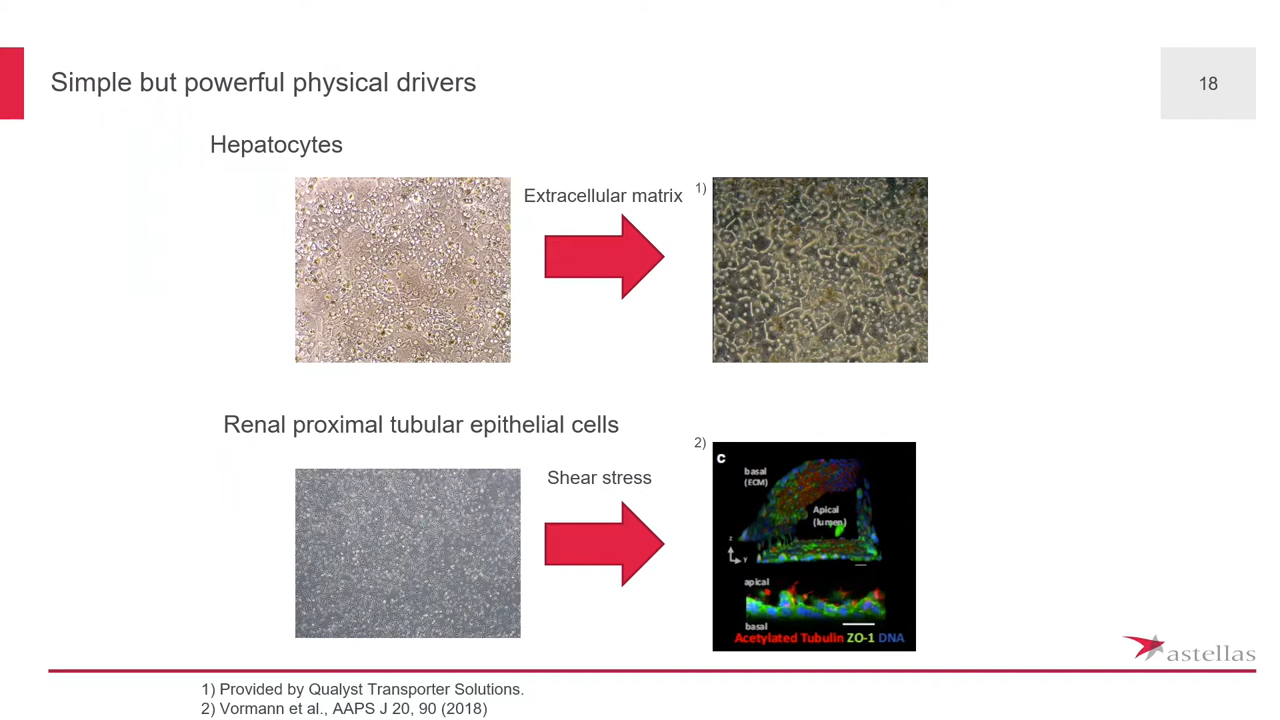 Simple but powerful physical drivers
18
Hepatocytes
Extracellular matrix
1)
Renal proximal tubular epithelial cells
Shear stress
2)
c
basal
(ECM)
Apical
(lumen)
z
y
apical
basal
Acetylated Tubulin ZO-1 DNA
astellas
1) Provided by Qualyst Transporter Solutions.
2) Vormann et al., AAPS J 20, 90 (2018)